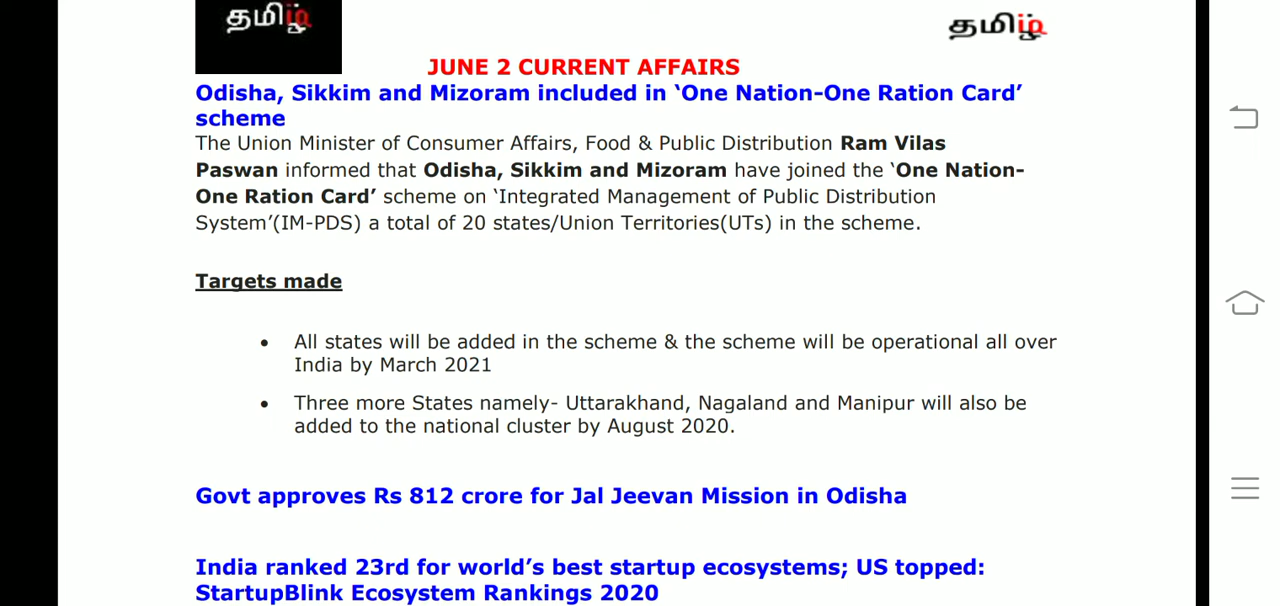 தமிழ்
தமிழ்
JUNE 2 CURRENT AFFAIRS
Odisha, Sikkim and Mizoram included in ‘One Nation-One Ration Card’
scheme
The Union Minister of Consumer Affairs, Food & Public Distribution Ram Vilas
Paswan informed that Odisha, Sikkim and Mizoram have joined the ‘One Nation-
One Ration Card’ scheme on ‘Integrated Management of Public Distribution
System’(IM-PDS) a total of 20 states/Union Territories(UTs) in the scheme.
Targets made
• All states will be added in the scheme & the scheme will be operational all over
India by March 2021
• Three more States namely- Uttarakhand, Nagaland and Manipur will also be
added to the national cluster by August 2020.
Govt approves Rs 812 crore for Jal Jeevan Mission in Odisha
India ranked 23rd for world’s best startup ecosystems; US topped:
StartupBlink Ecosystem Rankings 2020